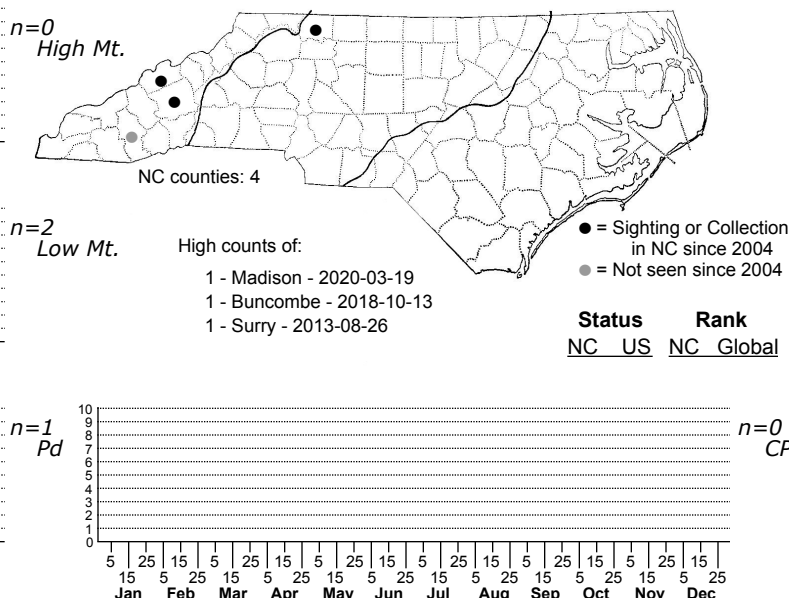 n=0
High Mt.
NC counties: 4
n=2
Low Mt.
High counts of:
1 - Madison - 2020-03-19
1 - Buncombe - 2018-10-13
1 - Surry - 2013-08-26
= Sighting or Collection
in NC since 2004
= Not seen since 2004
Status Rank
NC US NC Global
n=1
Pd
10
9
8
7
6
5
4
3
2
1
0
n=0
CP
5 25 15 5 25 15 5 25 15 5 25 15 5 25 15 5 25 15
15 5 25 15 5 25 15 5 25 15 5 25 15 5 25 15 5 25
Jan Feb Mar Apr May Jun Jul Aug Sep Oct Nov Dec